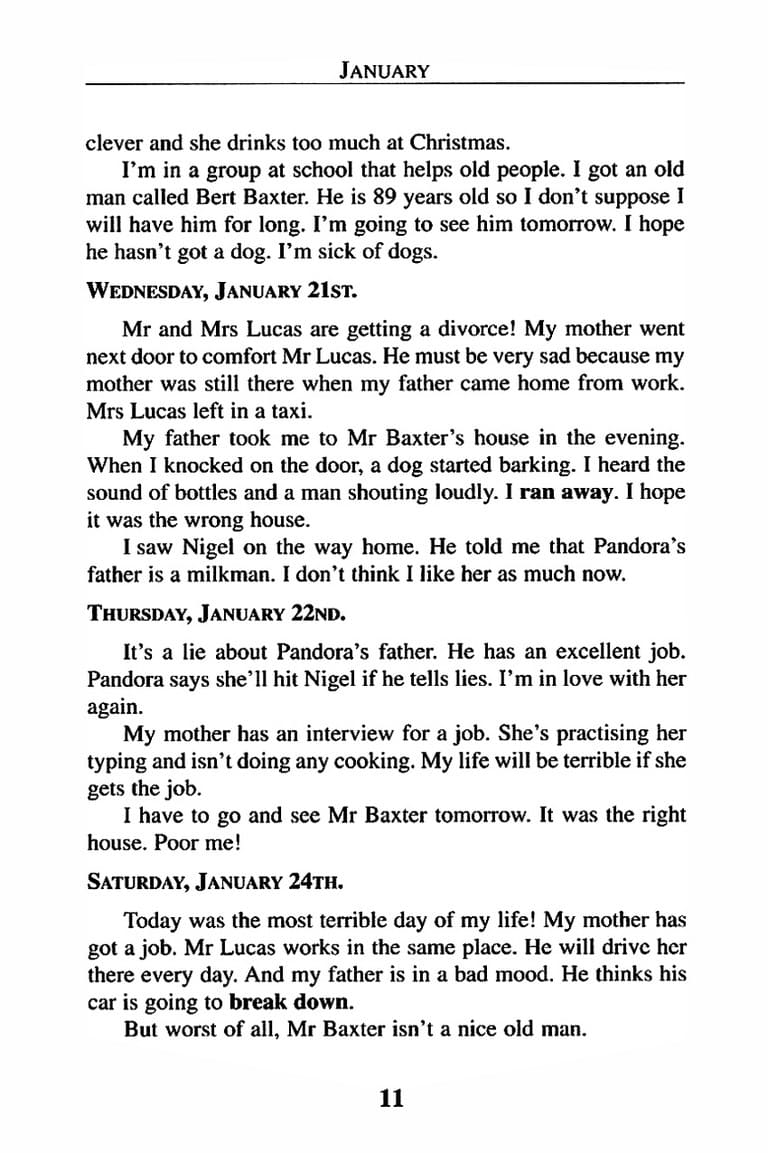 JANUARY
clever and she drinks too much at Christmas.
I'm in a group at school that helps old people. I got an old
man called Bert Baxter. He is 89 years old so I don't suppose I
will have him for long. I'm going to see him tomorrow. I hope
he hasn't got a dog. I'm sick of dogs.
WEDNESDAY, JANUARY 21ST.
Mr and Mrs Lucas are getting a divorce! My mother went
next door to comfort Mr Lucas. He must be very sad because my
mother was still there when my father came home from work.
Mrs Lucas left in a taxi.
My father took me to Mr Baxter's house in the evening.
When I knocked on the door, a dog started barking. I heard the
sound of bottles and a man shouting loudly. I ran away. I hope
it was the wrong house.
I saw Nigel on the way home. He told me that Pandora's
father is a milkman. I don't think I like her as much now.
THURSDAY, JANUARY 22ND.
It's a lie about Pandora's father. He has an excellent job.
Pandora says she'll hit Nigel if he tells lies. I'm in love with her
again.
My mother has an interview for a job. She's practising her
typing and isn't doing any cooking. My life will be terrible if she
gets the job.
I have to go and see Mr Baxter tomorrow. It was the right
house. Poor me!
SATURDAY, JANUARY 24TH.
Today was the most terrible day of my life! My mother has
got a job. Mr Lucas works in the same place. He will drive her
there every day. And my father is in a bad mood. He thinks his
car is going to break down.
But worst of all, Mr Baxter isn't a nice old man.
11